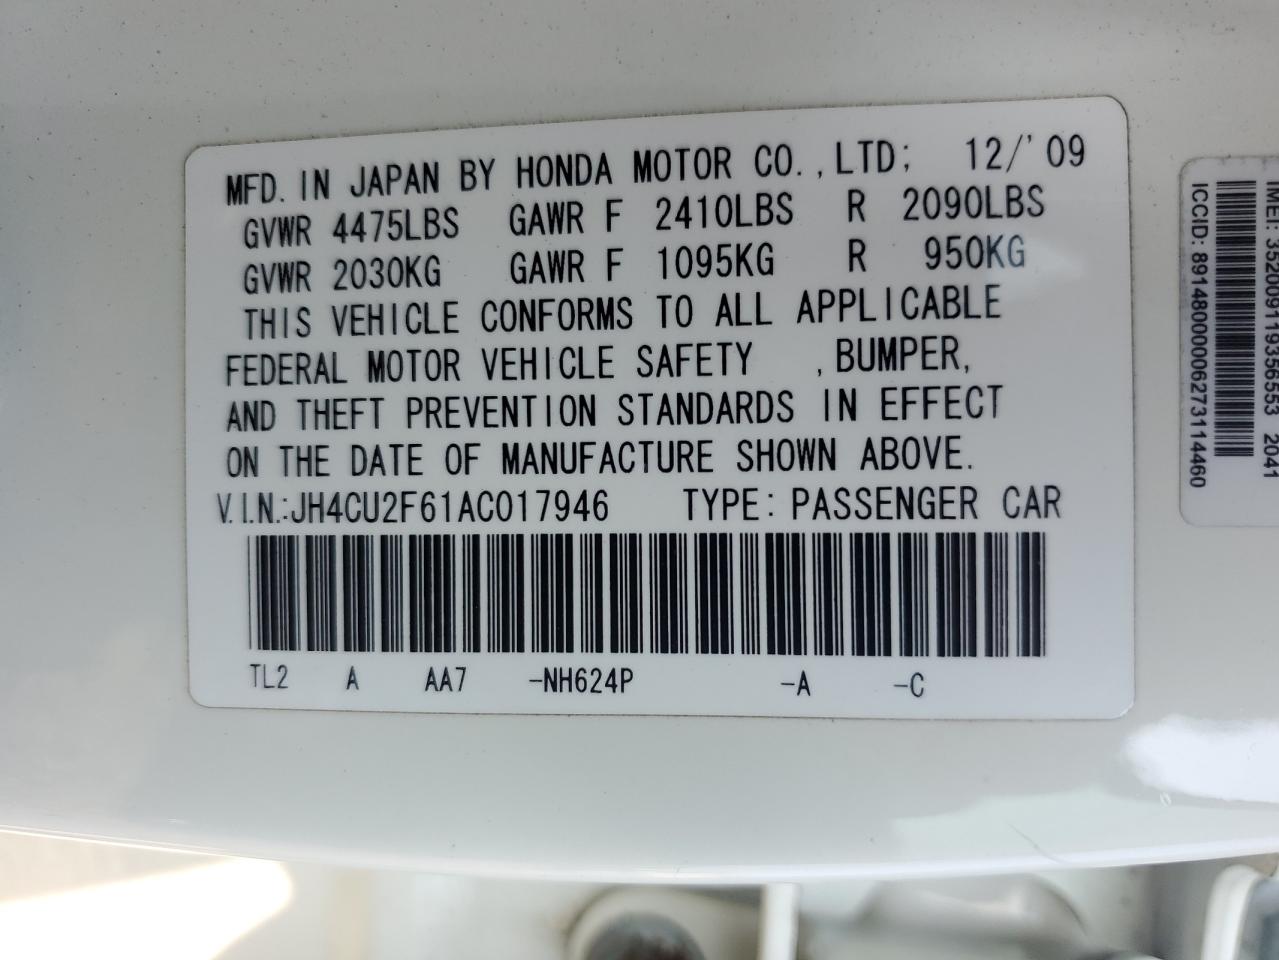 MFD. IN JAPAN BY HONDA MOTOR CO.,LTD; 12/'09
GVWR 4475LBS GAWR F 2410LBS R 2090LBS
GVWR 2030KG GAWR F 1095KG R 950KG
THIS VEHICLE CONFORMS TO ALL APPLICABLE
FEDERAL MOTOR VEHICLE SAFETY ,BUMPER,
AND THEFT PREVENTION STANDARDS IN EFFECT
ON THE DATE OF MANUFACTURE SHOWN ABOVE.
V.I.N.:JH4CU2F61AC017946 TYPE: PASSENGER CAR
TL2 A AA7 -NH624P -A -C
IMEI: 352009119356553 2041
ICCID: 89148000006273114460